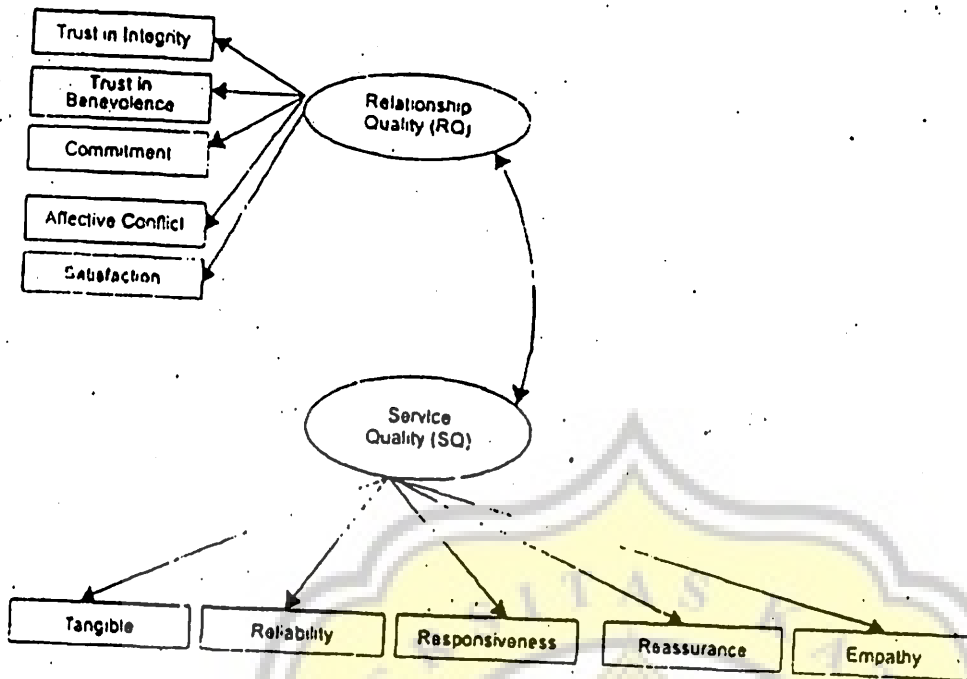 Trust in Integrity
Trust in
Benevolence
Commitment
Affective Conflict
Satisfaction
Relationship
Quality (RQ)
Service
Quality (SQ)
Tangible
Reliability
Responsiveness
Reassurance
Empathy